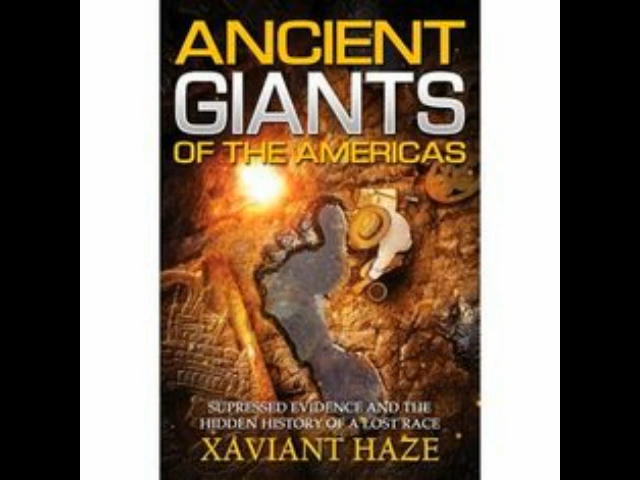 ANCIENT
GIANTS
OF THE AMERICAS
SUPRESSED EVIDENCE AND THE
HIDDEN HISTORY OF A LOST RACE
XAVIANT HAZE